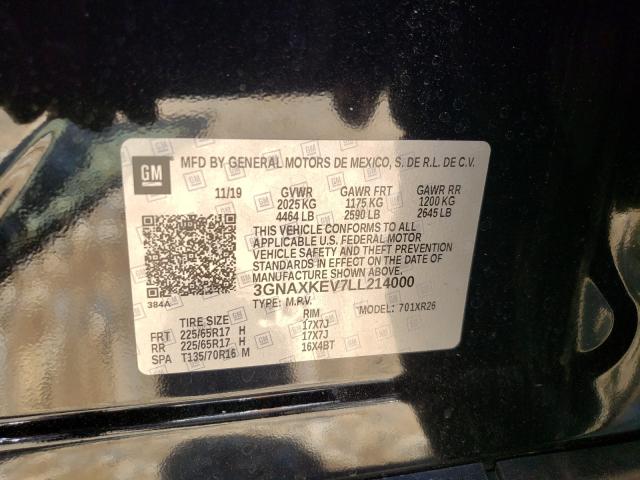 GM
MFD BY GENERAL MOTORS DE MEXICO, S. DE R.L. DE C.V.
11/19 GVWR GAWR FRT GAWR RR
2025 KG 1175 KG 1200 KG
4464 LB 2590 LB 2645 LB
THIS VEHICLE CONFORMS TO ALL
APPLICABLE U.S. FEDERAL MOTOR
VEHICLE SAFETY AND THEFT PREVENTION
STANDARDS IN EFFECT ON THE DATE OF
MANUFACTURE SHOWN ABOVE.
384A 3GNAXKEV7LL214000
TYPE: M.P.V. MODEL: 701XR26
TIRE SIZE RIM
FRT 225/65R17 H 17X7J
RR 225/65R17 H 17X7J
SPA T135/70R16 M 16X4BT